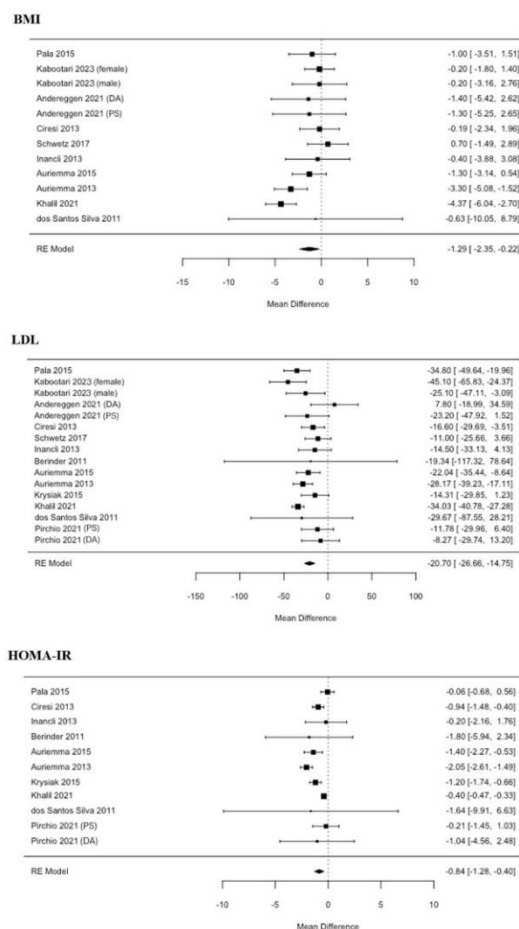 BMI
Pala 2015 -1.00 [ -3.51, 1.51]
Kabootari 2023 (female) -0.20 [ -1.80, 1.40]
Kabootari 2023 (male) -0.20 [ -3.16, 2.76]
Andereggen 2021 (DA) -1.40 [ -5.42, 2.62]
Andereggen 2021 (PS) -1.30 [ -5.25, 2.65]
Ciresi 2013 -0.19 [ -2.34, 1.96]
Schwetz 2017 0.70 [ -1.49, 2.89]
Inancli 2013 -0.40 [ -3.88, 3.08]
Auriemma 2015 -1.30 [ -3.14, 0.54]
Auriemma 2013 -3.30 [ -5.08, -1.52]
Khalil 2021 -4.37 [ -6.04, -2.70]
dos Santos Silva 2011 -0.63 [-10.05, 8.79]
RE Model -1.29 [ -2.35, -0.22]
-15 -10 -5 0 5 10
Mean Difference
LDL
Pala 2015 -34.80 [ -49.64, -19.96]
Kabootari 2023 (female) -45.10 [ -65.83, -24.37]
Kabootari 2023 (male) -25.10 [ -47.11, -3.09]
Andereggen 2021 (DA) 7.80 [ -18.99, 34.59]
Andereggen 2021 (PS) -23.20 [ -47.92, 1.52]
Ciresi 2013 -16.60 [ -29.69, -3.51]
Schwetz 2017 -11.00 [ -25.66, 3.66]
Inancli 2013 -14.50 [ -33.13, 4.13]
Berinder 2011 -19.34 [-117.32, 78.64]
Auriemma 2015 -22.04 [ -35.44, -8.64]
Auriemma 2013 -28.17 [ -39.23, -17.11]
Krysiak 2015 -14.31 [ -29.85, 1.23]
Khalil 2021 -34.03 [ -40.78, -27.28]
dos Santos Silva 2011 -29.67 [ -87.55, 28.21]
Pirchio 2021 (PS) -11.78 [ -29.96, 6.40]
Pirchio 2021 (DA) -8.27 [ -29.74, 13.20]
RE Model -20.70 [ -26.66, -14.75]
-150 -100 -50 0 50 100
Mean Difference
HOMA-IR
Pala 2015 -0.06 [-0.68, 0.56]
Ciresi 2013 -0.94 [-1.48, -0.40]
Inancli 2013 -0.20 [-2.16, 1.76]
Berinder 2011 -1.80 [-5.94, 2.34]
Auriemma 2015 -1.40 [-2.27, -0.53]
Auriemma 2013 -2.05 [-2.61, -1.49]
Krysiak 2015 -1.20 [-1.74, -0.66]
Khalil 2021 -0.40 [-0.47, -0.33]
dos Santos Silva 2011 -1.64 [-9.91, 6.63]
Pirchio 2021 (PS) -0.21 [-1.45, 1.03]
Pirchio 2021 (DA) -1.04 [-4.56, 2.48]
RE Model -0.84 [-1.28, -0.40]
-10 -5 0 5 10
Mean Difference